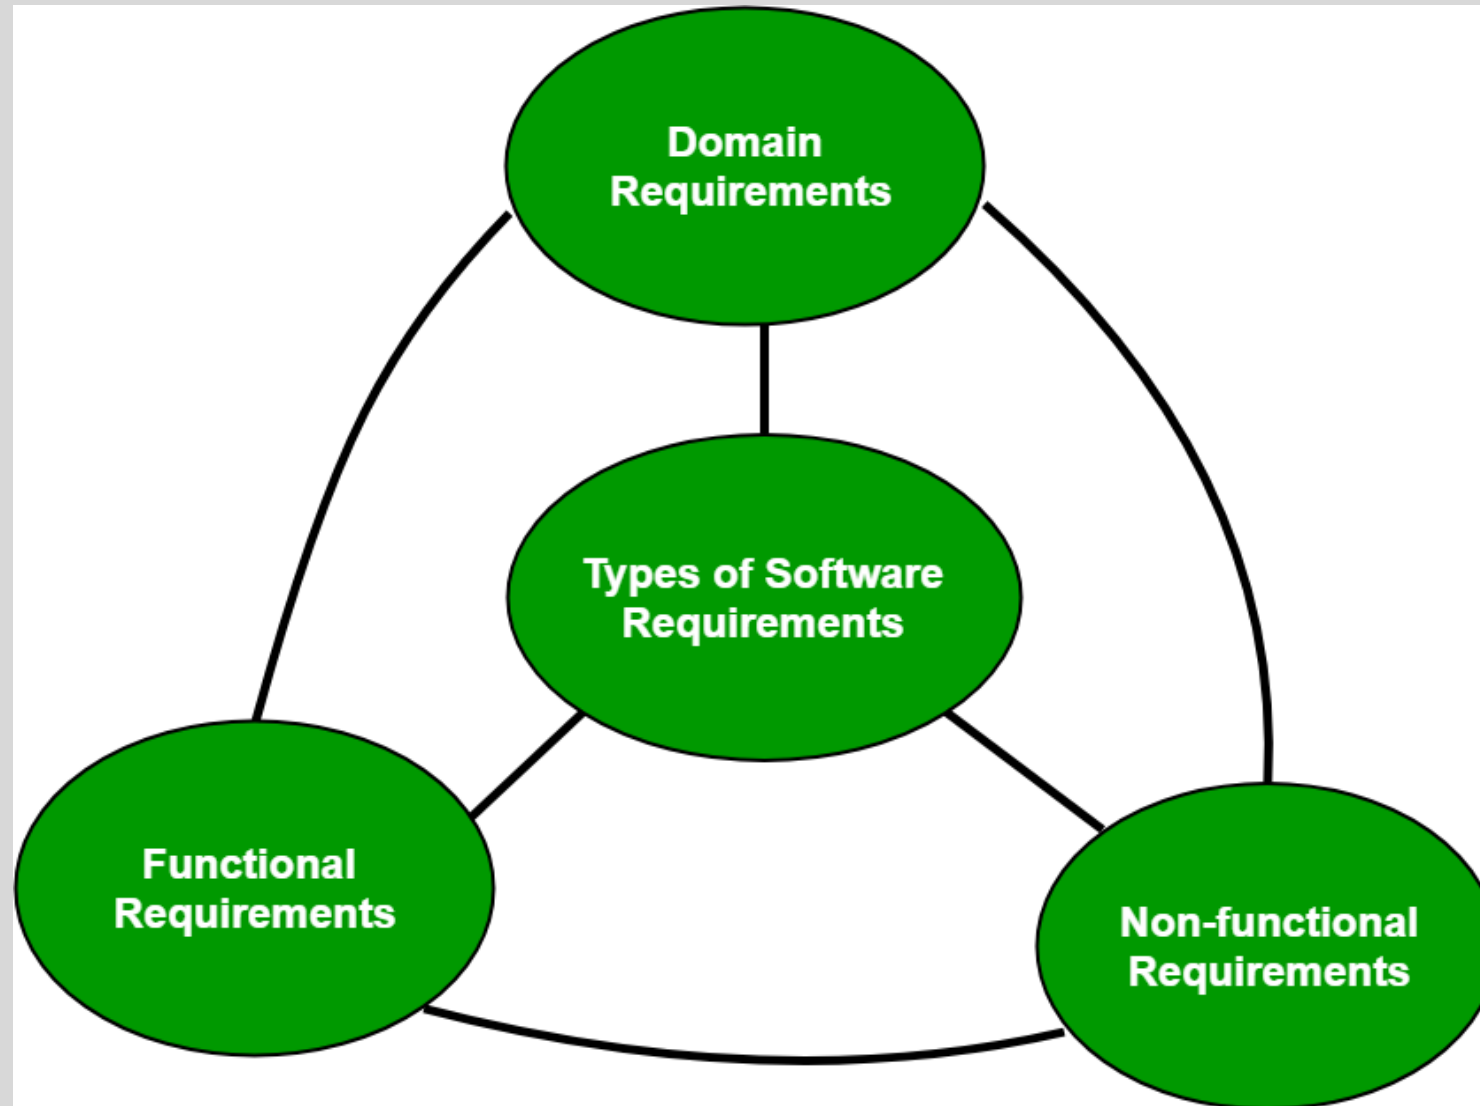 Domain
Requirements
Types of Software
Requirements
Functional
Requirements
Non-functional
Requirements